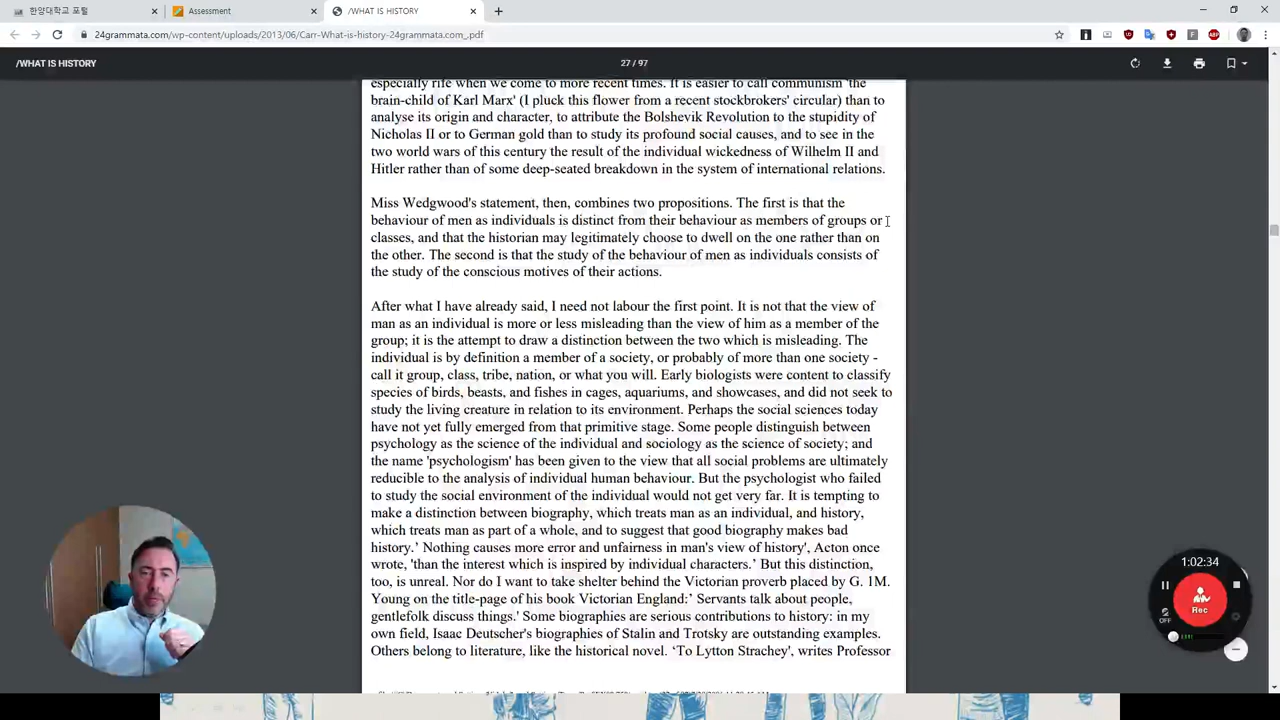 한양대학교 포털
Assessment
/WHAT IS HISTORY
24grammata.com/wp-content/uploads/2013/06/Carr-What-is-history-24grammata.com_.pdf
/WHAT IS HISTORY
27 / 97
especially rife when we come to more recent times. It is easier to call communism 'the
brain-child of Karl Marx' (I pluck this flower from a recent stockbrokers' circular) than to
analyse its origin and character, to attribute the Bolshevik Revolution to the stupidity of
Nicholas II or to German gold than to study its profound social causes, and to see in the
two world wars of this century the result of the individual wickedness of Wilhelm II and
Hitler rather than of some deep-seated breakdown in the system of international relations.
Miss Wedgwood's statement, then, combines two propositions. The first is that the
behaviour of men as individuals is distinct from their behaviour as members of groups or
classes, and that the historian may legitimately choose to dwell on the one rather than on
the other. The second is that the study of the behaviour of men as individuals consists of
the study of the conscious motives of their actions.
After what I have already said, I need not labour the first point. It is not that the view of
man as an individual is more or less misleading than the view of him as a member of the
group; it is the attempt to draw a distinction between the two which is misleading. The
individual is by definition a member of a society, or probably of more than one society -
call it group, class, tribe, nation, or what you will. Early biologists were content to classify
species of birds, beasts, and fishes in cages, aquariums, and showcases, and did not seek to
study the living creature in relation to its environment. Perhaps the social sciences today
have not yet fully emerged from that primitive stage. Some people distinguish between
psychology as the science of the individual and sociology as the science of society; and
the name 'psychologism' has been given to the view that all social problems are ultimately
reducible to the analysis of individual human behaviour. But the psychologist who failed
to study the social environment of the individual would not get very far. It is tempting to
make a distinction between biography, which treats man as an individual, and history,
which treats man as part of a whole, and to suggest that good biography makes bad
history.’ Nothing causes more error and unfairness in man's view of history', Acton once
wrote, 'than the interest which is inspired by individual characters.’ But this distinction,
too, is unreal. Nor do I want to take shelter behind the Victorian proverb placed by G. 1M.
Young on the title-page of his book Victorian England:’ Servants talk about people,
gentlefolk discuss things.' Some biographies are serious contributions to history: in my
own field, Isaac Deutscher's biographies of Stalin and Trotsky are outstanding examples.
Others belong to literature, like the historical novel. ‘To Lytton Strachey', writes Professor
1:02:34
Rec
OFF